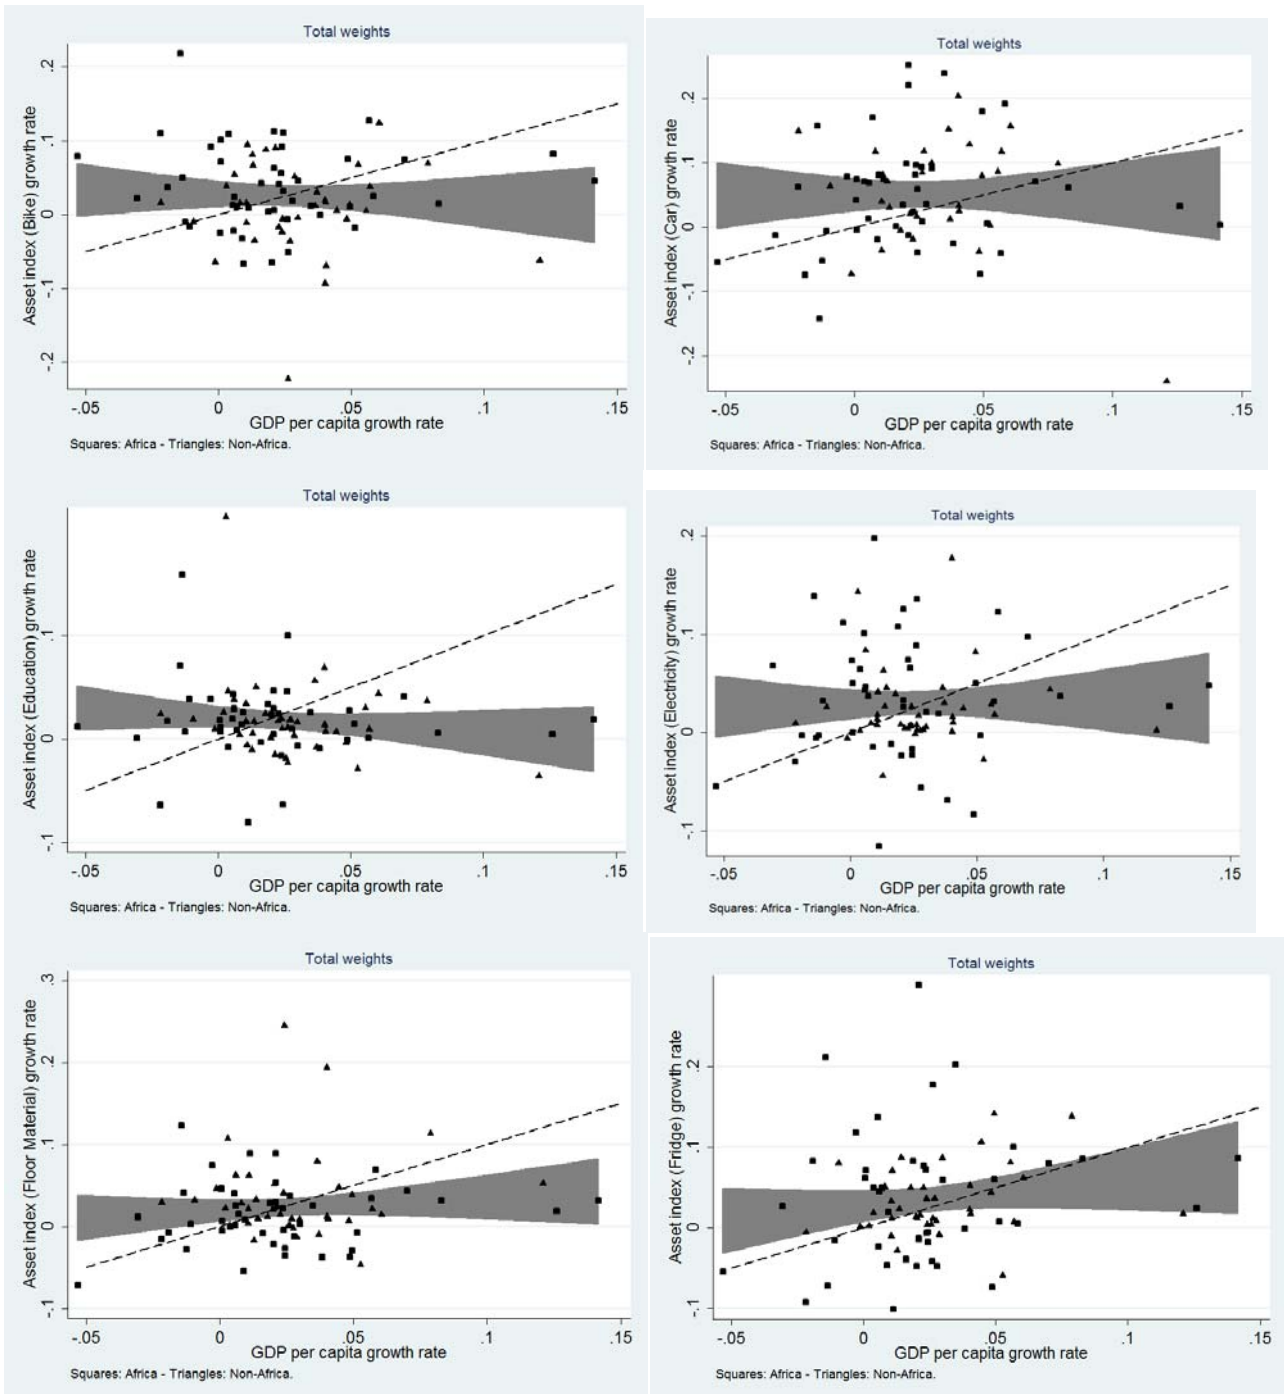 Total weights
Asset index (Bike) growth rate
.2
.1
0
-.1
-.2
-.05 0 .05 .1 .15
GDP per capita growth rate
Squares: Africa - Triangles: Non-Africa.
Total weights
Asset index (Car) growth rate
.2
.1
0
-.1
-.2
-.05 0 .05 .1 .15
GDP per capita growth rate
Squares: Africa - Triangles: Non-Africa.
Total weights
Asset index (Education) growth rate
.1
0
-.1
-.05 0 .05 .1 .15
GDP per capita growth rate
Squares: Africa - Triangles: Non-Africa.
Total weights
Asset index (Electricity) growth rate
.2
.1
0
-.1
-.05 0 .05 .1 .15
GDP per capita growth rate
Squares: Africa - Triangles: Non-Africa.
Total weights
Asset index (Floor Material) growth rate
.3
.2
.1
0
-.1
-.05 0 .05 .1 .15
GDP per capita growth rate
Squares: Africa - Triangles: Non-Africa.
Total weights
Asset index (Fridge) growth rate
.2
.1
0
-.1
-.05 0 .05 .1 .15
GDP per capita growth rate
Squares: Africa - Triangles: Non-Africa.